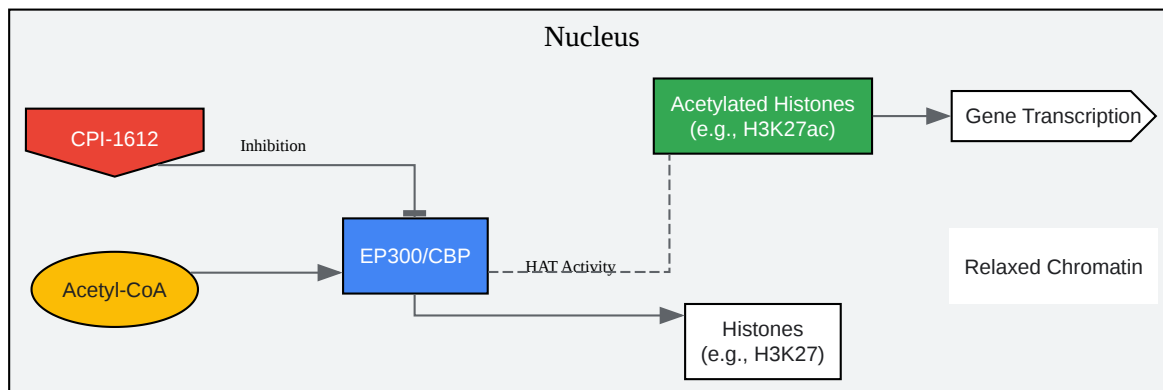 Nucleus
CPI-1612
Inhibition
Acetylated Histones
(e.g., H3K27ac)
Gene Transcription
EP300/CBP
HAT Activity
Acetyl-CoA
Relaxed Chromatin
Histones
(e.g., H3K27)